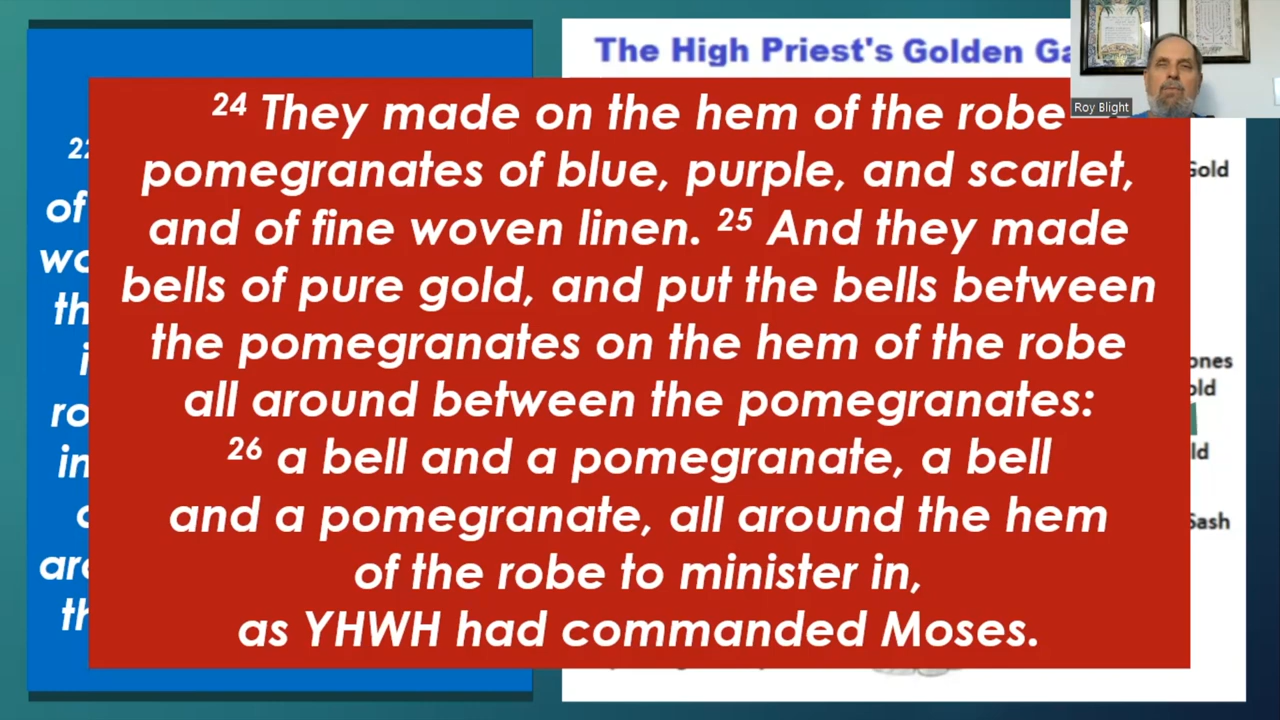 The High Priest's Golden
Roy Blight
24 They made on the hem of the robe
pomegranates of blue, purple, and scarlet,
and of fine woven linen. 25 And they made
bells of pure gold, and put the bells between
the pomegranates on the hem of the robe
all around between the pomegranates:
26 a bell and a pomegranate, a bell
and a pomegranate, all around the hem
of the robe to minister in,
as YHWH had commanded Moses.
of
Gold
Sash